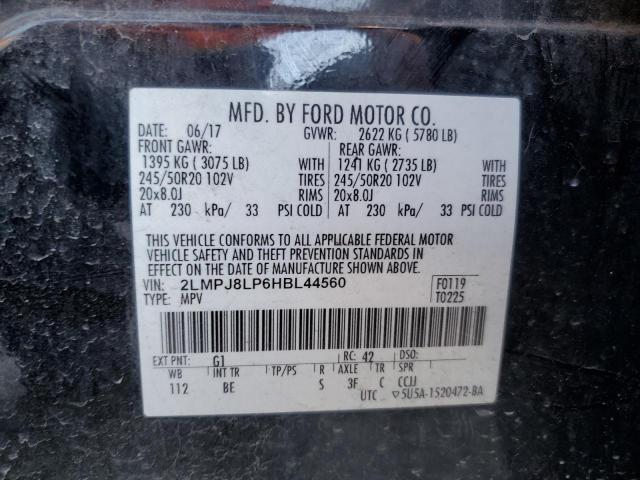 MFD. BY FORD MOTOR CO.
DATE: 06/17 GVWR: 2622 KG ( 5780 LB)
FRONT GAWR: REAR GAWR:
1395 KG ( 3075 LB) WITH 1241 KG ( 2735 LB) WITH
245/50R20 102V TIRES 245/50R20 102V TIRES
20x8.0J RIMS 20x8.0J RIMS
AT 230 kPa/ 33 PSI COLD AT 230 kPa/ 33 PSI COLD
THIS VEHICLE CONFORMS TO ALL APPLICABLE FEDERAL MOTOR
VEHICLE SAFETY AND THEFT PREVENTION STANDARDS IN
EFFECT ON THE DATE OF MANUFACTURE SHOWN ABOVE.
VIN: 2LMPJ8LP6HBL44560 F0119
TYPE: MPV T0225
EXT PNT: G1 RC: 42 DSO:
WB INT TR TP/PS R AXLE TR SPR
112 BE S 3F C CCJJ
UTC ▽5U5A-1520472-BA